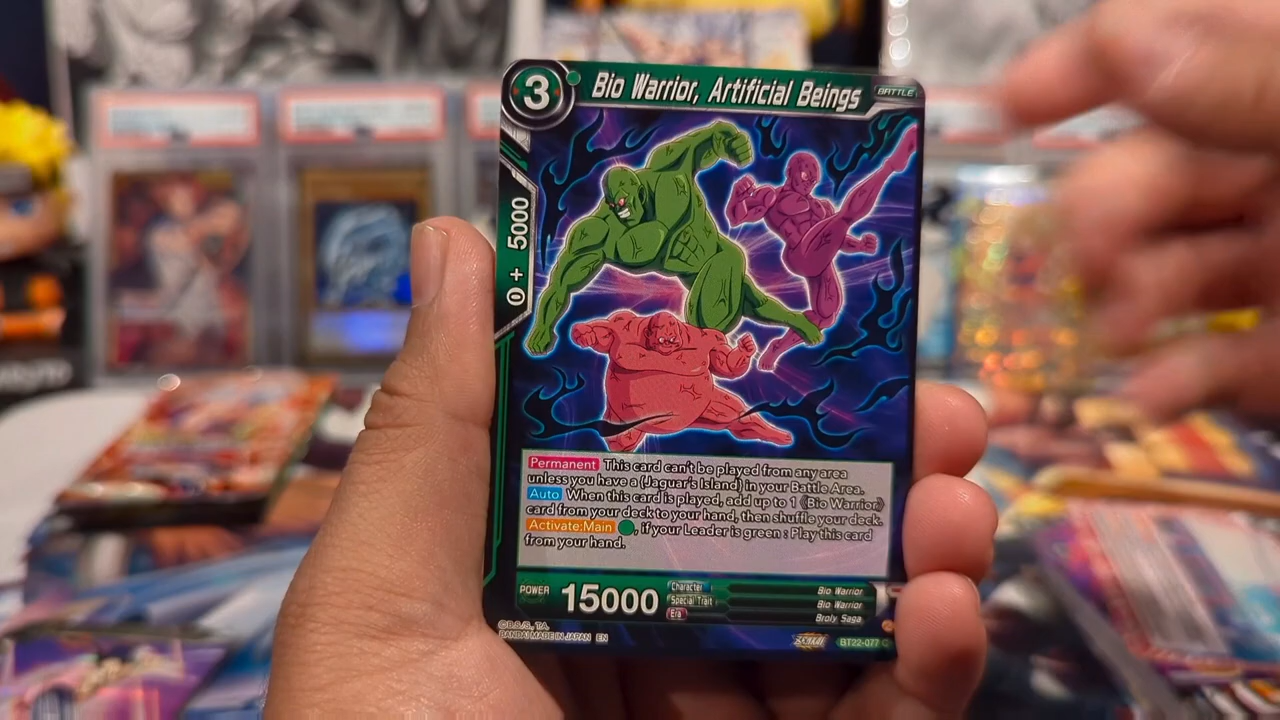 3
Bio Warrior, Artificial Beings
BATTLE
0 + 5000
Permanent This card can't be played from any area
unless you have a {Jaguar's Island} in your Battle Area.
Auto When this card is played, add up to 1 《Bio Warrior》
card from your deck to your hand, then shuffle your deck.
Activate:Main , if your Leader is green : Play this card
from your hand.
POWER 15000
Character Bio Warrior
Special Trait Bio Warrior
Era Broly Saga
©B.S./S., T.A.
BANDAI MADE IN JAPAN EN
BT22-077 C